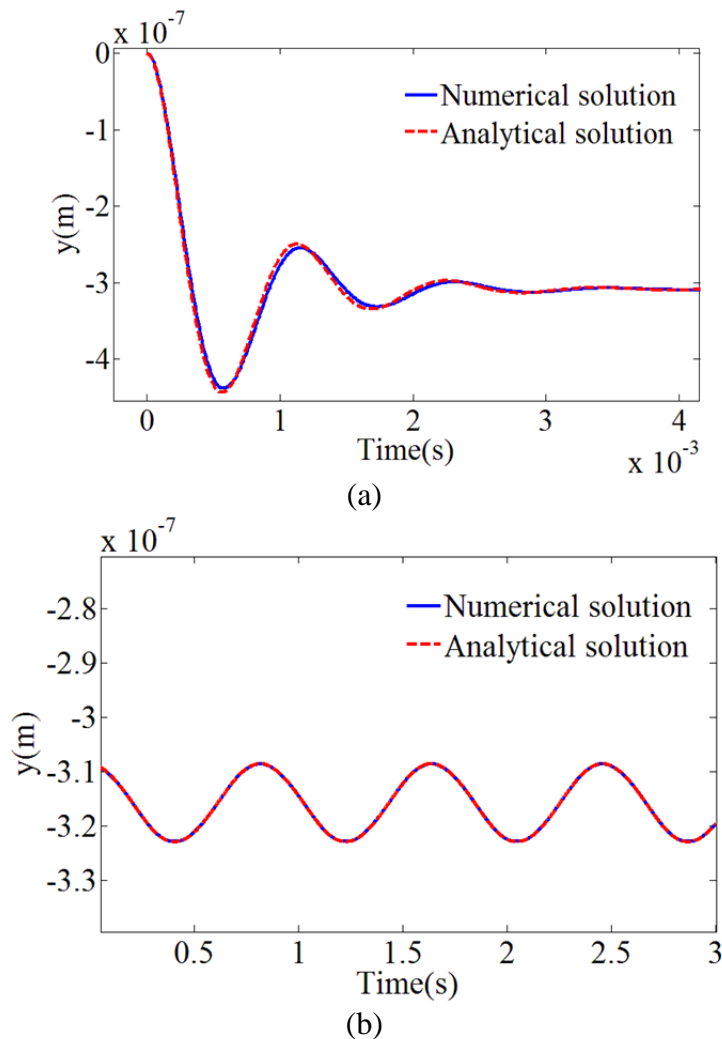 x 10-7
0
-1
-2
-3
-4
y(m)
Numerical solution
Analytical solution
0 1 2 3 4
Time(s)
x 10-3
(a)
x 10-7
-2.8
-2.9
-3
-3.1
-3.2
-3.3
y(m)
Numerical solution
Analytical solution
0.5 1 1.5 2 2.5 3
Time(s)
(b)